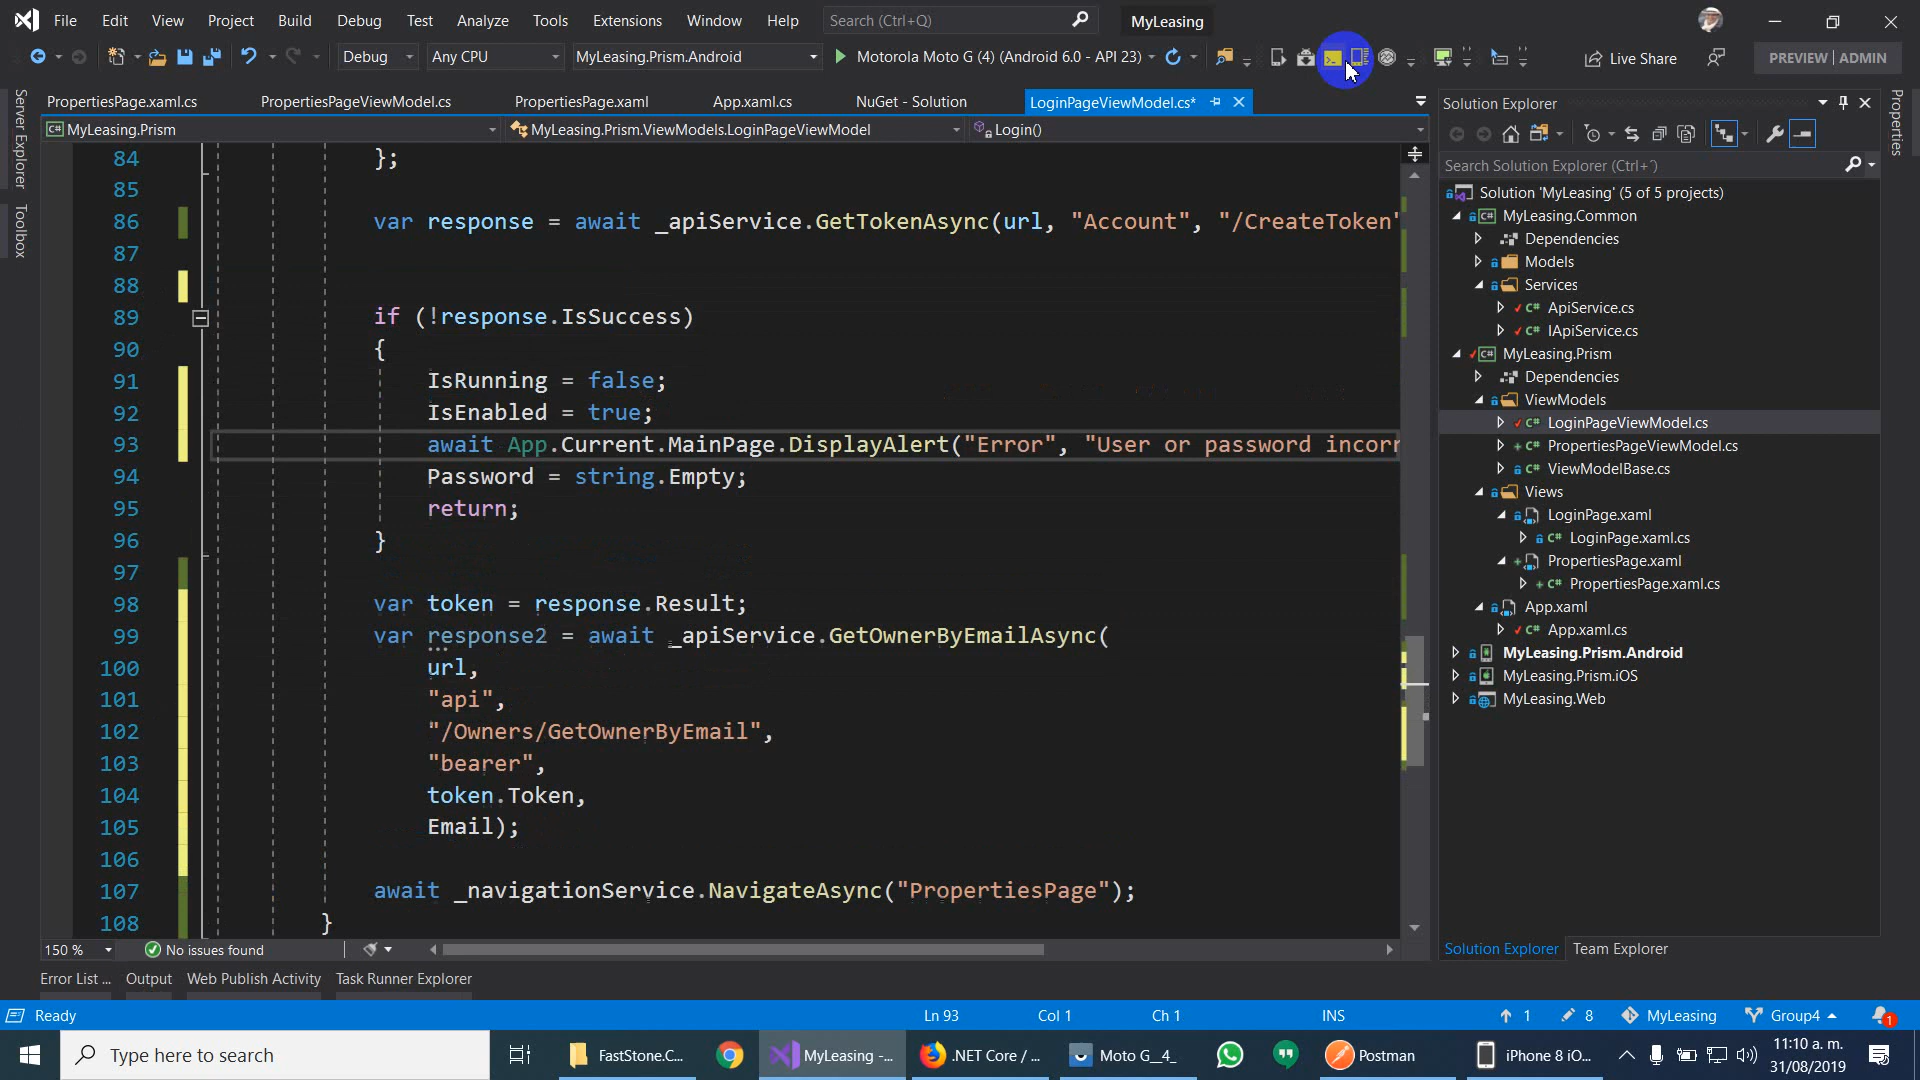 File Edit View Project Build Debug Test Analyze Tools Extensions Window Help Search (Ctrl+Q) MyLeasing
Debug Any CPU MyLeasing.Prism.Android Motorola Moto G (4) (Android 6.0 - API 23) Live Share PREVIEW | ADMIN
PropertiesPage.xaml.cs PropertiesPageViewModel.cs PropertiesPage.xaml App.xaml.cs NuGet - Solution LoginPageViewModel.cs*
MyLeasing.Prism MyLeasing.Prism.ViewModels.LoginPageViewModel Login()
Server Explorer
Toolbox
84 };
85
86 var response = await _apiService.GetTokenAsync(url, "Account", "/CreateToken"
87
88
89 if (!response.IsSuccess)
90 {
91 IsRunning = false;
92 IsEnabled = true;
93 await App.Current.MainPage.DisplayAlert("Error", "User or password incorr
94 Password = string.Empty;
95 return;
96 }
97
98 var token = response.Result;
99 var response2 = await _apiService.GetOwnerByEmailAsync(
100 url,
101 "api",
102 "/Owners/GetOwnerByEmail",
103 "bearer",
104 token.Token,
105 Email);
106
107 await _navigationService.NavigateAsync("PropertiesPage");
108 }
150 % No issues found
Solution Explorer
Search Solution Explorer (Ctrl+´)
Solution 'MyLeasing' (5 of 5 projects)
MyLeasing.Common
Dependencies
Models
Services
C# ApiService.cs
C# IApiService.cs
MyLeasing.Prism
Dependencies
ViewModels
C# LoginPageViewModel.cs
C# PropertiesPageViewModel.cs
C# ViewModelBase.cs
Views
LoginPage.xaml
C# LoginPage.xaml.cs
PropertiesPage.xaml
C# PropertiesPage.xaml.cs
App.xaml
C# App.xaml.cs
MyLeasing.Prism.Android
MyLeasing.Prism.iOS
MyLeasing.Web
Solution Explorer Team Explorer
Properties
Error List ... Output Web Publish Activity Task Runner Explorer
Ready Ln 93 Col 1 Ch 1 INS 1 8 MyLeasing Group4 1
Type here to search FastStone.C... MyLeasing -... .NET Core / ... Moto G__4_ Postman iPhone 8 iO... 11:10 a. m.
31/08/2019